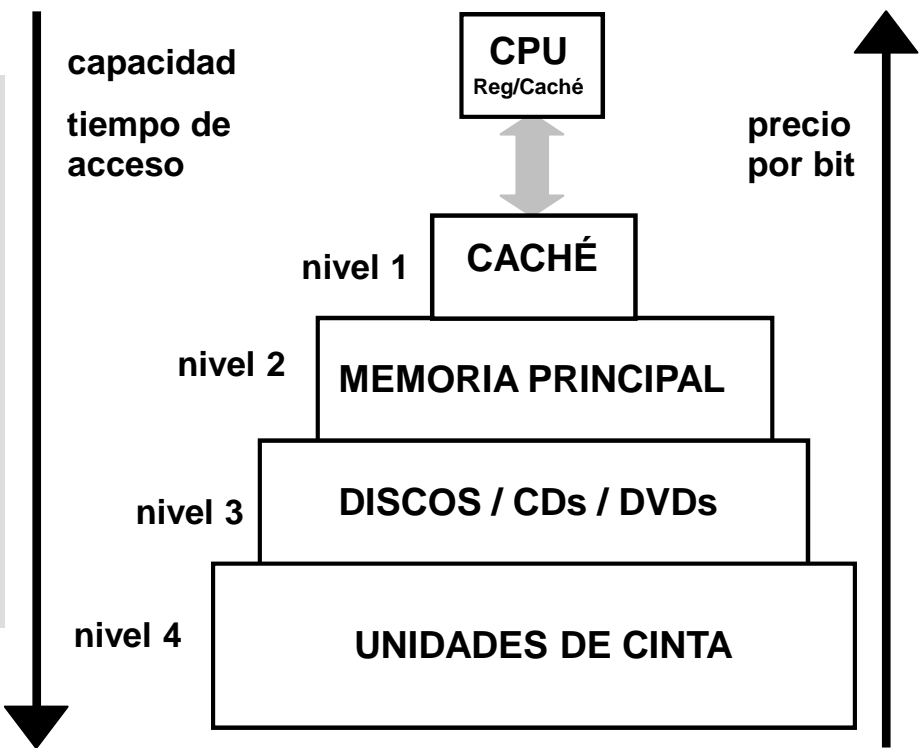 capacidad
tiempo de
acceso
CPU
Reg/Caché
precio
por bit
nivel 1
CACHÉ
nivel 2
MEMORIA PRINCIPAL
nivel 3
DISCOS / CDs / DVDs
nivel 4
UNIDADES DE CINTA